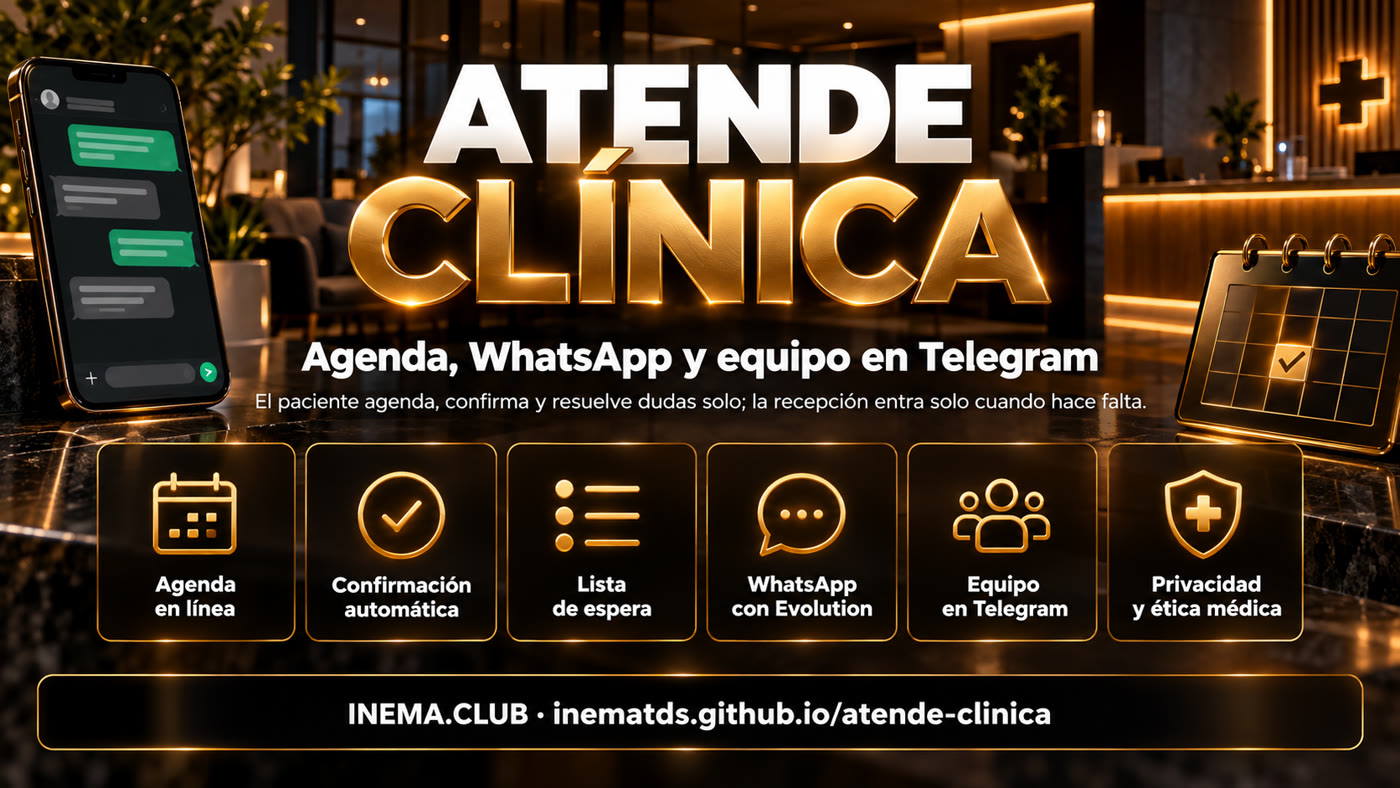 ATENDE
CLÍNICA
Agenda, WhatsApp y equipo en Telegram
El paciente agenda, confirma y resuelve dudas solo; la recepción entra solo cuando hace falta.
Agenda
en línea
Confirmación
automática
Lista
de espera
WhatsApp
con Evolution
Equipo
en Telegram
Privacidad
y ética médica
INEMA.CLUB · inematds.github.io/atende-clinica